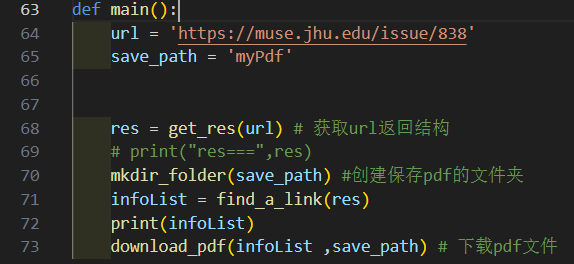 63 def main():
64 url = 'https://muse.jhu.edu/issue/838'
65 save_path = 'myPdf'
66
67
68 res = get_res(url) # 获取url返回结构
69 # print("res===",res)
70 mkdir_folder(save_path) #创建保存pdf的文件夹
71 infoList = find_a_link(res)
72 print(infoList)
73 download_pdf(infoList ,save_path) # 下载pdf文件